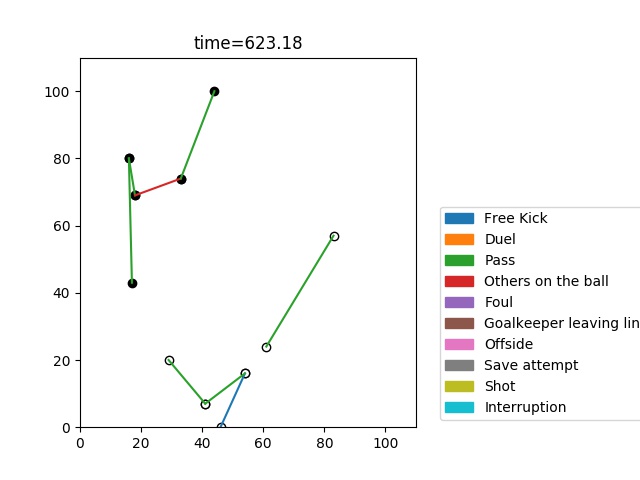 time=623.18
100
80
60
40
20
0
0 20 40 60 80 100
Free Kick
Duel
Pass
Others on the ball
Foul
Goalkeeper leaving lin
Offside
Save attempt
Shot
Interruption